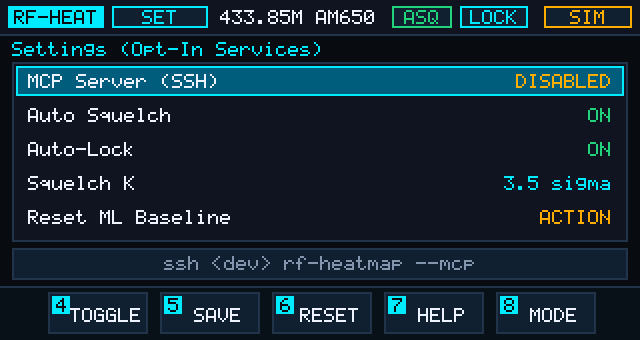 RF-HEAT SET 433.85M AM650 ASQ LOCK SIM
Settings (Opt-In Services)
MCP Server (SSH) DISABLED
Auto Squelch ON
Auto-Lock ON
Squelch K 3.5 sigma
Reset ML Baseline ACTION
ssh <dev> rf-heatmap --mcp
4 TOGGLE 5 SAVE 6 RESET 7 HELP 8 MODE